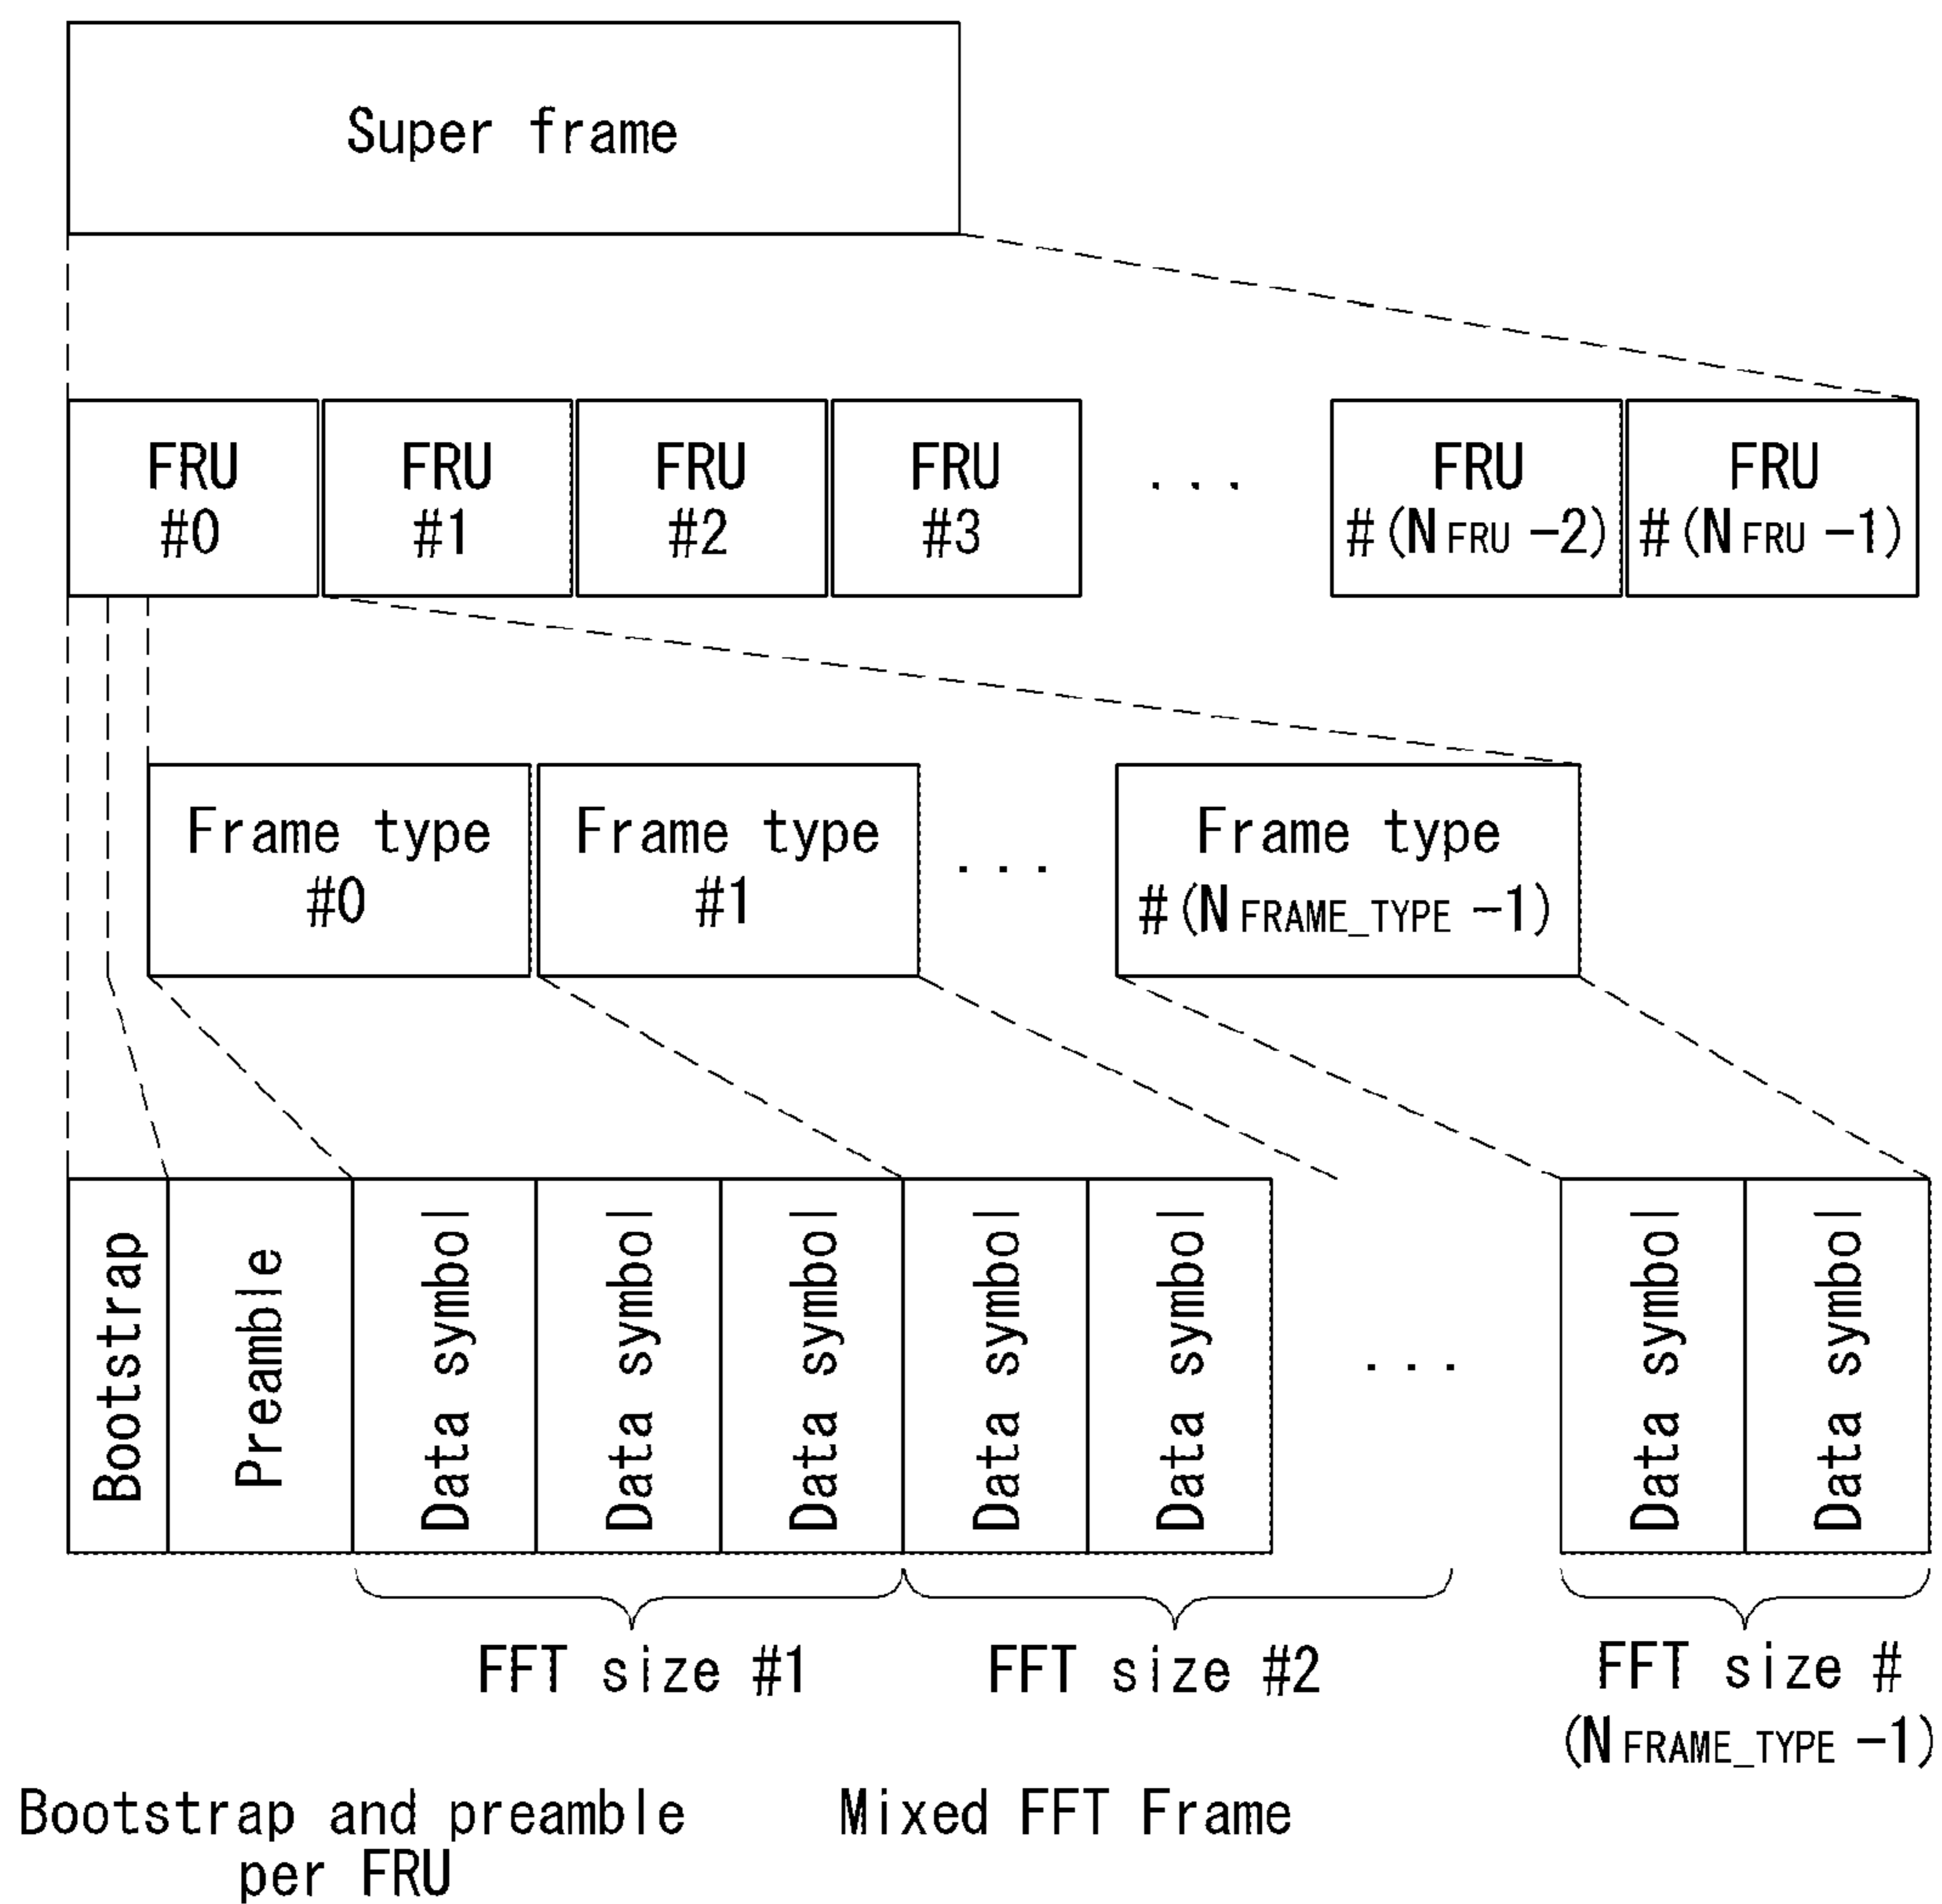 Super frame
FRU #0
FRU #1
FRU #2
FRU #3
...
FRU #(NFRU -2)
FRU #(NFRU -1)
Frame type #0
Frame type #1
...
Frame type #(NFRAME_TYPE -1)
Bootstrap
Preamble
Data symbol
Data symbol
Data symbol
Data symbol
Data symbol
...
Data symbol
Data symbol
FFT size #1
FFT size #2
FFT size #
(NFRAME_TYPE -1)
Bootstrap and preamble
per FRU
Mixed FFT Frame